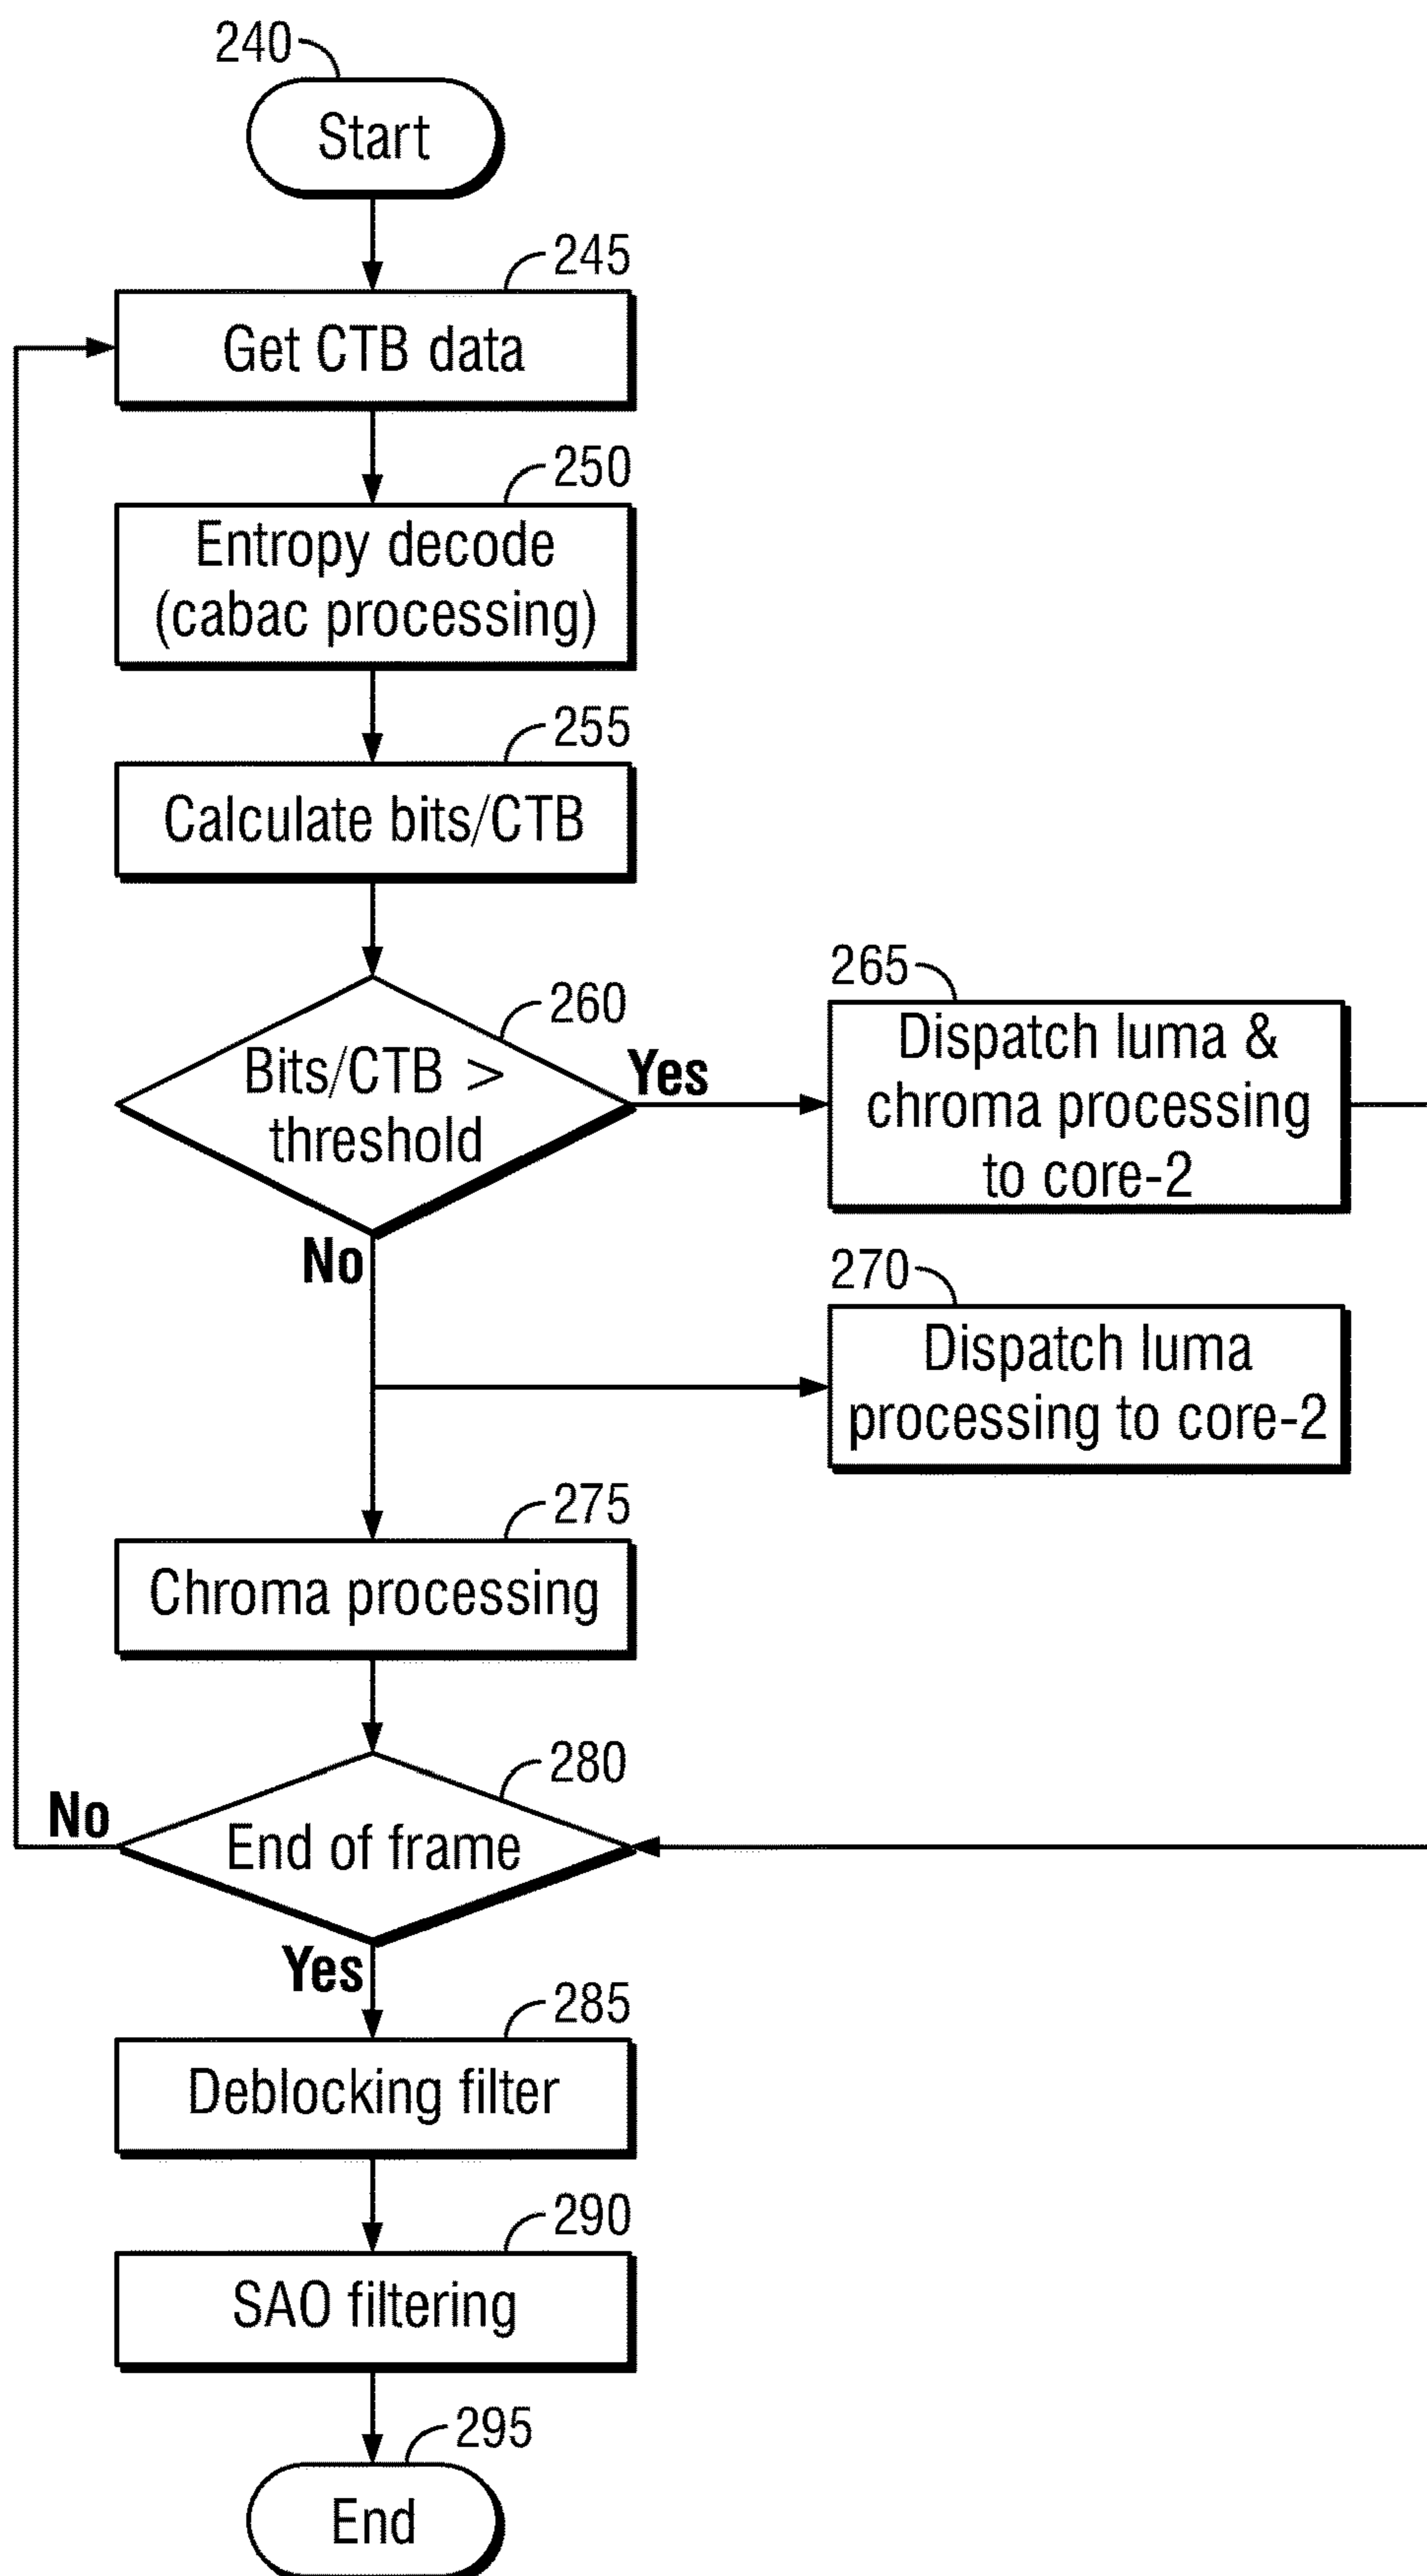 240
Start
245
Get CTB data
250
Entropy decode
(cabac processing)
255
Calculate bits/CTB
260
Bits/CTB >
threshold
Yes
No
265
Dispatch luma &
chroma processing
to core-2
270
Dispatch luma
processing to core-2
275
Chroma processing
280
End of frame
No
Yes
285
Deblocking filter
290
SAO filtering
295
End